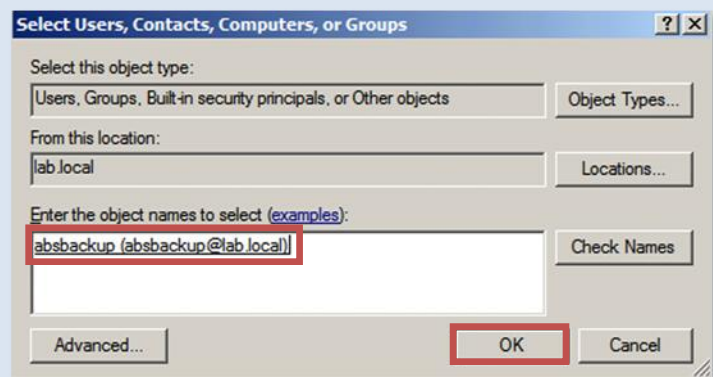 Select Users, Contacts, Computers, or Groups
Select this object type:
Users, Groups, Built-in security principals, or Other objects
Object Types...
From this location:
lab.local
Locations...
Enter the object names to select (examples):
absbackup (absbackup@lab.local)
Check Names
Advanced...
OK
Cancel